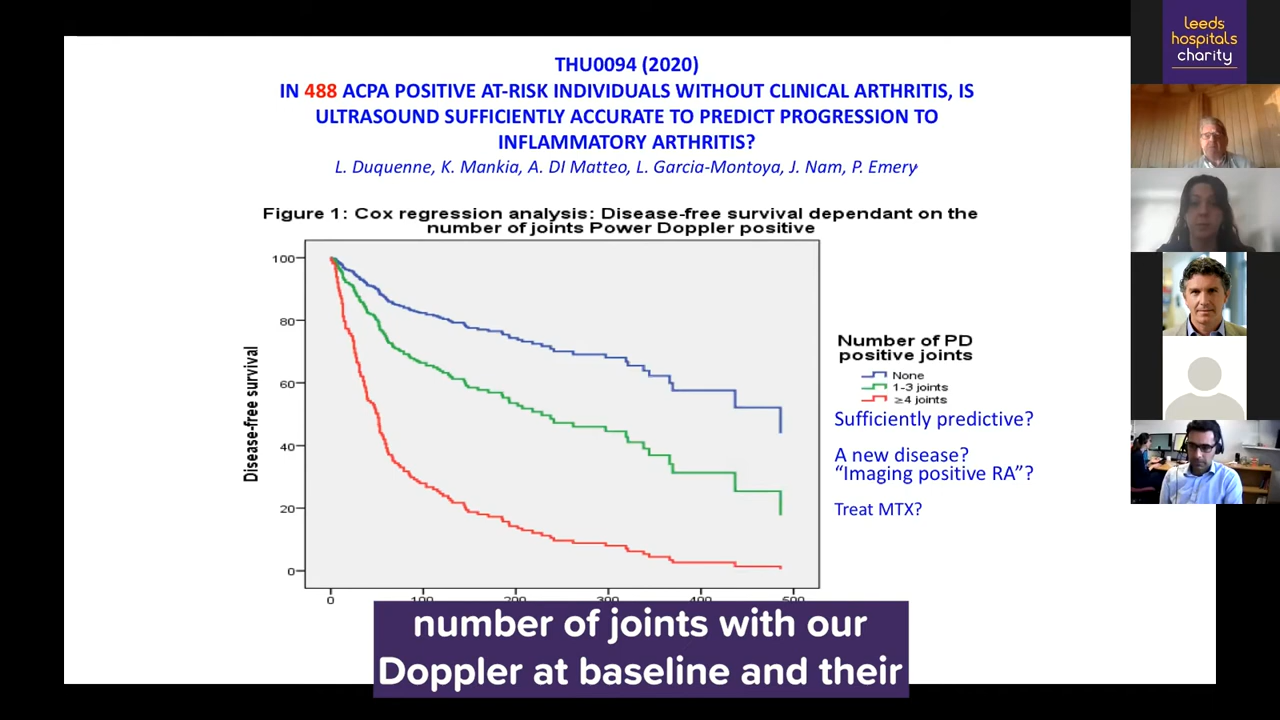 THU0094 (2020)
IN 488 ACPA POSITIVE AT-RISK INDIVIDUALS WITHOUT CLINICAL ARTHRITIS, IS
ULTRASOUND SUFFICIENTLY ACCURATE TO PREDICT PROGRESSION TO
INFLAMMATORY ARTHRITIS?
L. Duquenne, K. Mankia, A. DI Matteo, L. Garcia-Montoya, J. Nam, P. Emery
Figure 1: Cox regression analysis: Disease-free survival dependant on the
number of joints Power Doppler positive
100
80
60
40
20
0
Disease-free survival
0 100 200 300 400 500
Number of PD
positive joints
None
1-3 joints
≥4 joints
Sufficiently predictive?
A new disease?
“Imaging positive RA”?
Treat MTX?
number of joints with our
Doppler at baseline and their
leeds
hospitals
charity